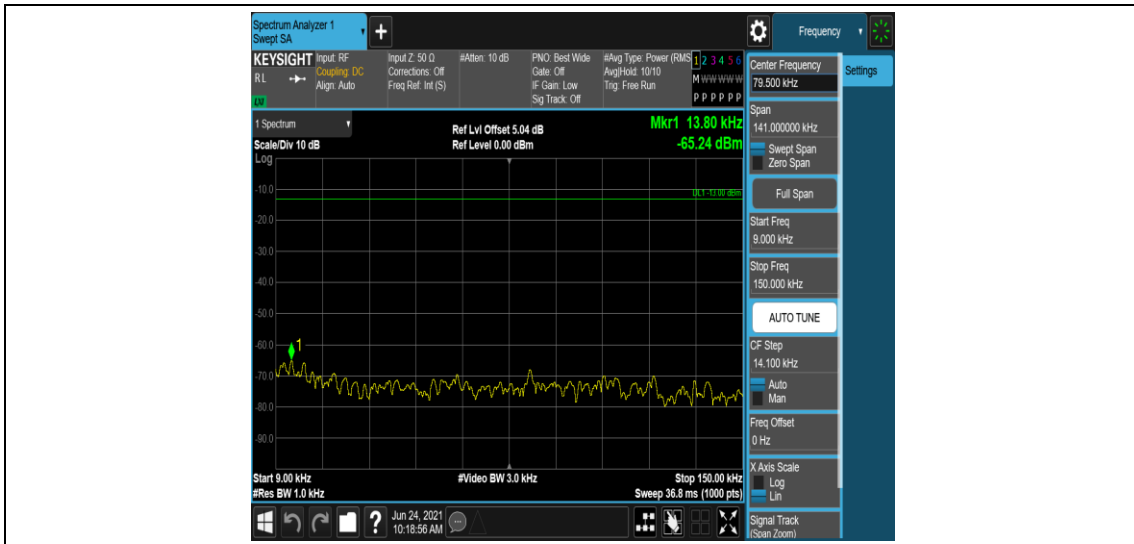 Spectrum Analyzer 1
Swept SA
+
Frequency
KEYSIGHT
RL
LXI
Input: RF
Coupling: DC
Align: Auto
Input Z: 50 Ω
Corrections: Off
Freq Ref: Int (S)
#Atten: 10 dB
PNO: Best Wide
Gate: Off
IF Gain: Low
Sig Track: Off
#Avg Type: Power (RMS
Avg|Hold: 10/10
Trig: Free Run
1 2 3 4 5 6
M W W W W W
P P P P P P
1 Spectrum
Scale/Div 10 dB
Log
Ref Lvl Offset 5.04 dB
Ref Level 0.00 dBm
Mkr1 13.80 kHz
-65.24 dBm
DL1 -13.00 dBm
-10.0
-20.0
-30.0
-40.0
-50.0
-60.0
-70.0
-80.0
-90.0
1
Start 9.00 kHz
#Video BW 3.0 kHz
Stop 150.00 kHz
#Res BW 1.0 kHz
Sweep 36.8 ms (1000 pts)
?
Jun 24, 2021
10:18:56 AM
Center Frequency
79.500 kHz
Settings
Span
141.000000 kHz
Swept Span
Zero Span
Full Span
Start Freq
9.000 kHz
Stop Freq
150.000 kHz
AUTO TUNE
CF Step
14.100 kHz
Auto
Man
Freq Offset
0 Hz
X Axis Scale
Log
Lin
Signal Track
(Span Zoom)